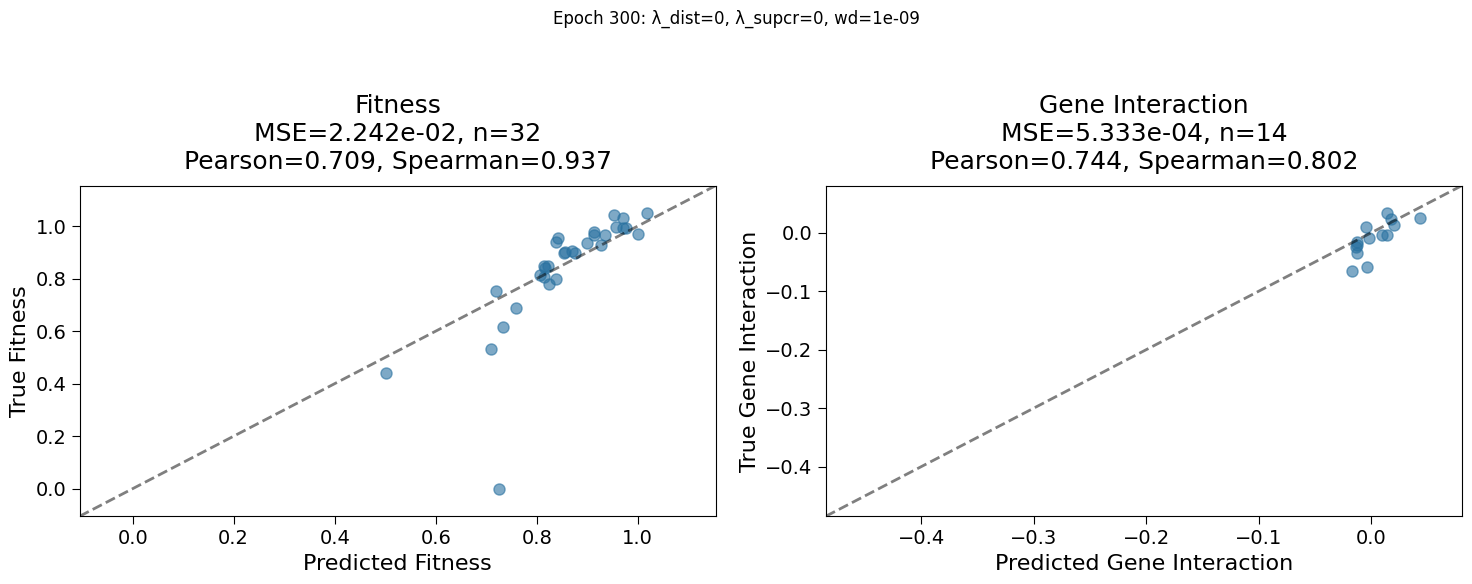 Epoch 300: λ_dist=0, λ_supcr=0, wd=1e-09
Fitness
MSE=2.242e-02, n=32
Pearson=0.709, Spearman=0.937
True Fitness
1.0
0.8
0.6
0.4
0.2
0.0
0.0 0.2 0.4 0.6 0.8 1.0
Predicted Fitness
Gene Interaction
MSE=5.333e-04, n=14
Pearson=0.744, Spearman=0.802
True Gene Interaction
0.0
−0.1
−0.2
−0.3
−0.4
−0.4 −0.3 −0.2 −0.1 0.0
Predicted Gene Interaction